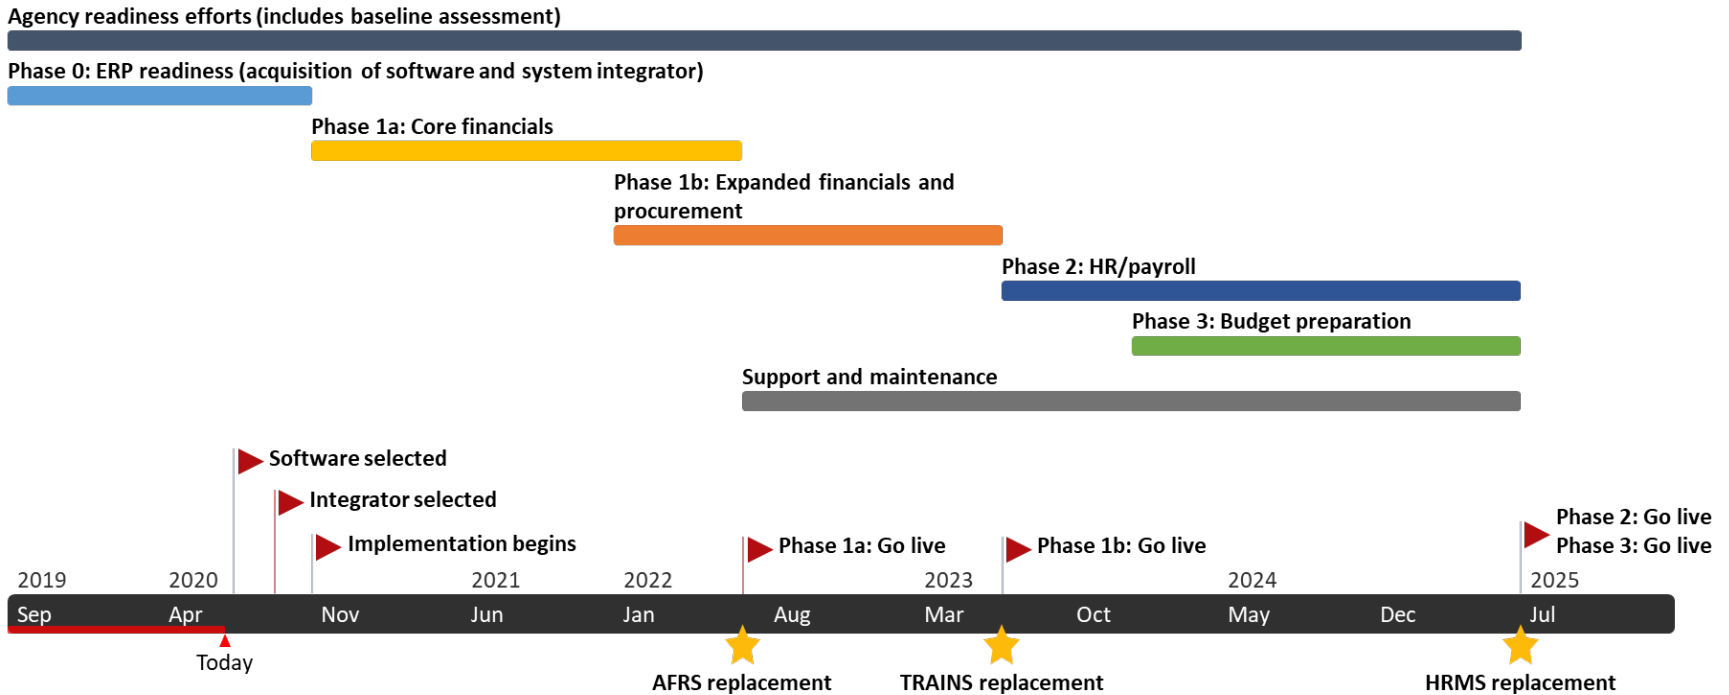 Agency readiness efforts (includes baseline assessment)
Phase 0: ERP readiness (acquisition of software and system integrator)
Phase 1a: Core financials
Phase 1b: Expanded financials and
procurement
Phase 2: HR/payroll
Phase 3: Budget preparation
Support and maintenance
Software selected
Integrator selected
Implementation begins
Phase 1a: Go live
Phase 1b: Go live
Phase 2: Go live
Phase 3: Go live
2019 2020 2021 2022 2023 2024 2025
Sep Apr Nov Jun Jan Aug Mar Oct May Dec Jul
Today
AFRS replacement TRAINS replacement HRMS replacement